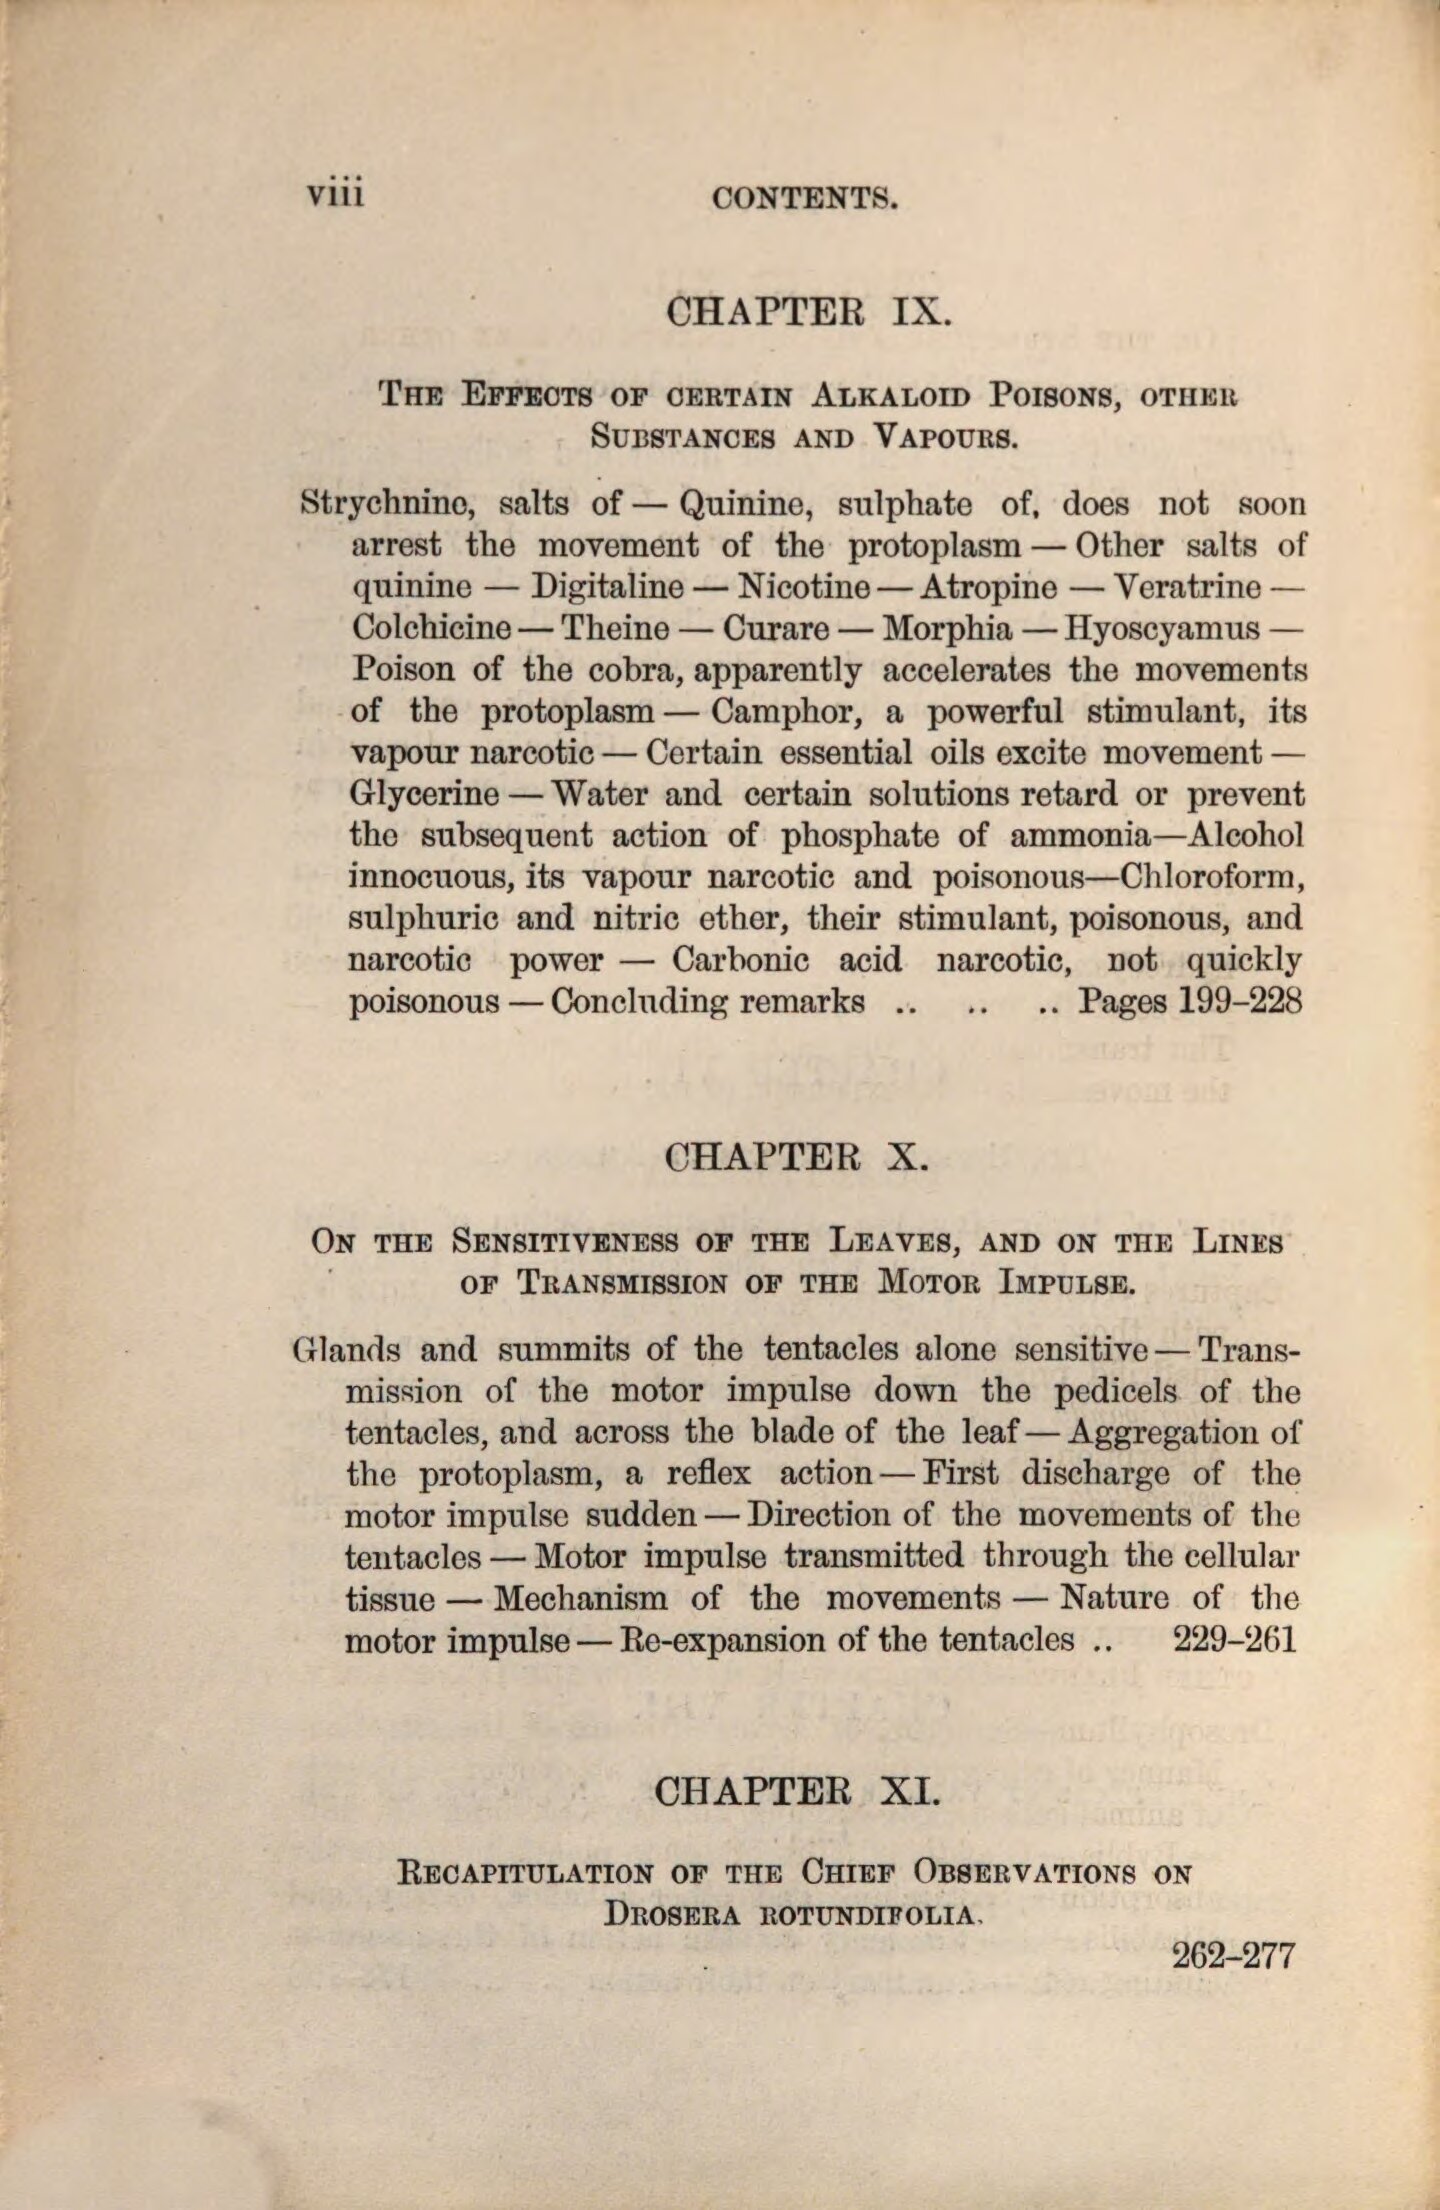 viii CONTENTS.
CHAPTER IX.
The Effects of certain Alkaloid Poisons, other
Substances and Vapours.
Strychnine, salts of — Quinine, sulphate of, does not soon
arrest the movement of the protoplasm — Other salts of
quinine — Digitaline — Nicotine — Atropine — Veratrine —
Colchicine — Theine — Curare — Morphia — Hyoscyamus —
Poison of the cobra, apparently accelerates the movements
of the protoplasm — Camphor, a powerful stimulant, its
vapour narcotic — Certain essential oils excite movement —
Glycerine — Water and certain solutions retard or prevent
the subsequent action of phosphate of ammonia—Alcohol
innocuous, its vapour narcotic and poisonous—Chloroform,
sulphuric and nitric ether, their stimulant, poisonous, and
narcotic power — Carbonic acid narcotic, not quickly
poisonous — Concluding remarks .. .. .. Pages 199–228
CHAPTER X.
On the Sensitiveness of the Leaves, and on the Lines
of Transmission of the Motor Impulse.
Glands and summits of the tentacles alone sensitive — Trans-
mission of the motor impulse down the pedicels of the
tentacles, and across the blade of the leaf — Aggregation of
the protoplasm, a reflex action — First discharge of the
motor impulse sudden — Direction of the movements of the
tentacles — Motor impulse transmitted through the cellular
tissue — Mechanism of the movements — Nature of the
motor impulse — Re-expansion of the tentacles .. 229–261
CHAPTER XI.
Recapitulation of the Chief Observations on
Drosera rotundifolia.
262–277